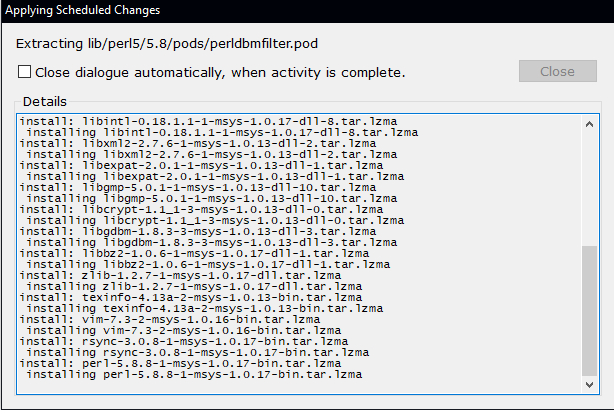 Applying Scheduled Changes
Extracting lib/perl5/5.8/pods/perldbmfilter.pod
Close dialogue automatically, when activity is complete.
Close
Details
install: libintl-0.18.1.1-1-msys-1.0.17-dll-8.tar.lzma
installing libintl-0.18.1.1-1-msys-1.0.17-dll-8.tar.lzma
install: libxml2-2.7.6-1-msys-1.0.13-dll-2.tar.lzma
installing libxml2-2.7.6-1-msys-1.0.13-dll-2.tar.lzma
install: libexpat-2.0.1-1-msys-1.0.13-dll-1.tar.lzma
installing libexpat-2.0.1-1-msys-1.0.13-dll-1.tar.lzma
install: libgmp-5.0.1-1-msys-1.0.13-dll-10.tar.lzma
installing libgmp-5.0.1-1-msys-1.0.13-dll-10.tar.lzma
install: libcrypt-1.1_1-3-msys-1.0.13-dll-0.tar.lzma
installing libcrypt-1.1_1-3-msys-1.0.13-dll-0.tar.lzma
install: libgdbm-1.8.3-3-msys-1.0.13-dll-3.tar.lzma
installing libgdbm-1.8.3-3-msys-1.0.13-dll-3.tar.lzma
install: libbz2-1.0.6-1-msys-1.0.17-dll-1.tar.lzma
installing libbz2-1.0.6-1-msys-1.0.17-dll-1.tar.lzma
install: zlib-1.2.7-1-msys-1.0.17-dll.tar.lzma
installing zlib-1.2.7-1-msys-1.0.17-dll.tar.lzma
install: texinfo-4.13a-2-msys-1.0.13-bin.tar.lzma
installing texinfo-4.13a-2-msys-1.0.13-bin.tar.lzma
install: vim-7.3-2-msys-1.0.16-bin.tar.lzma
installing vim-7.3-2-msys-1.0.16-bin.tar.lzma
install: rsync-3.0.8-1-msys-1.0.17-bin.tar.lzma
installing rsync-3.0.8-1-msys-1.0.17-bin.tar.lzma
install: perl-5.8.8-1-msys-1.0.17-bin.tar.lzma
installing perl-5.8.8-1-msys-1.0.17-bin.tar.lzma